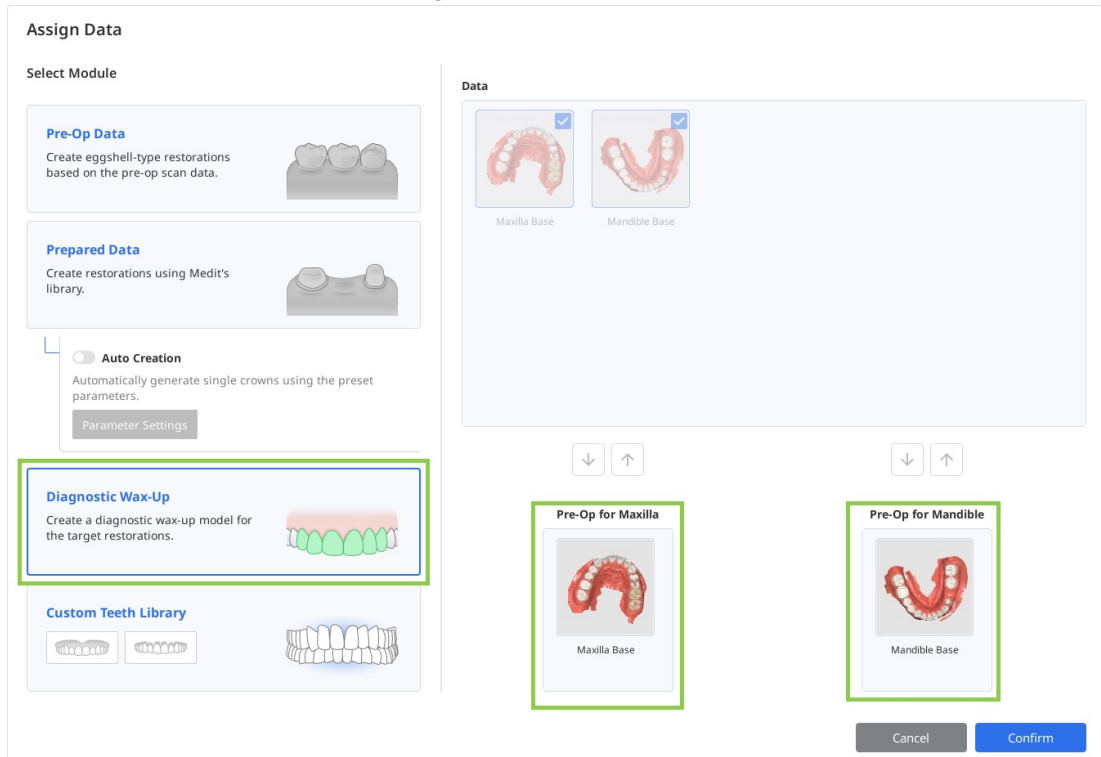 Assign Data
Select Module
Pre-Op Data
Create eggshell-type restorations
based on the pre-op scan data.
Prepared Data
Create restorations using Medit's
library.
Auto Creation
Automatically generate single crowns using the preset
parameters.
Parameter Settings
Diagnostic Wax-Up
Create a diagnostic wax-up model for
the target restorations.
Custom Teeth Library
Data
Maxilla Base
Mandible Base
Pre-Op for Maxilla
Maxilla Base
Pre-Op for Mandible
Mandible Base
Cancel
Confirm